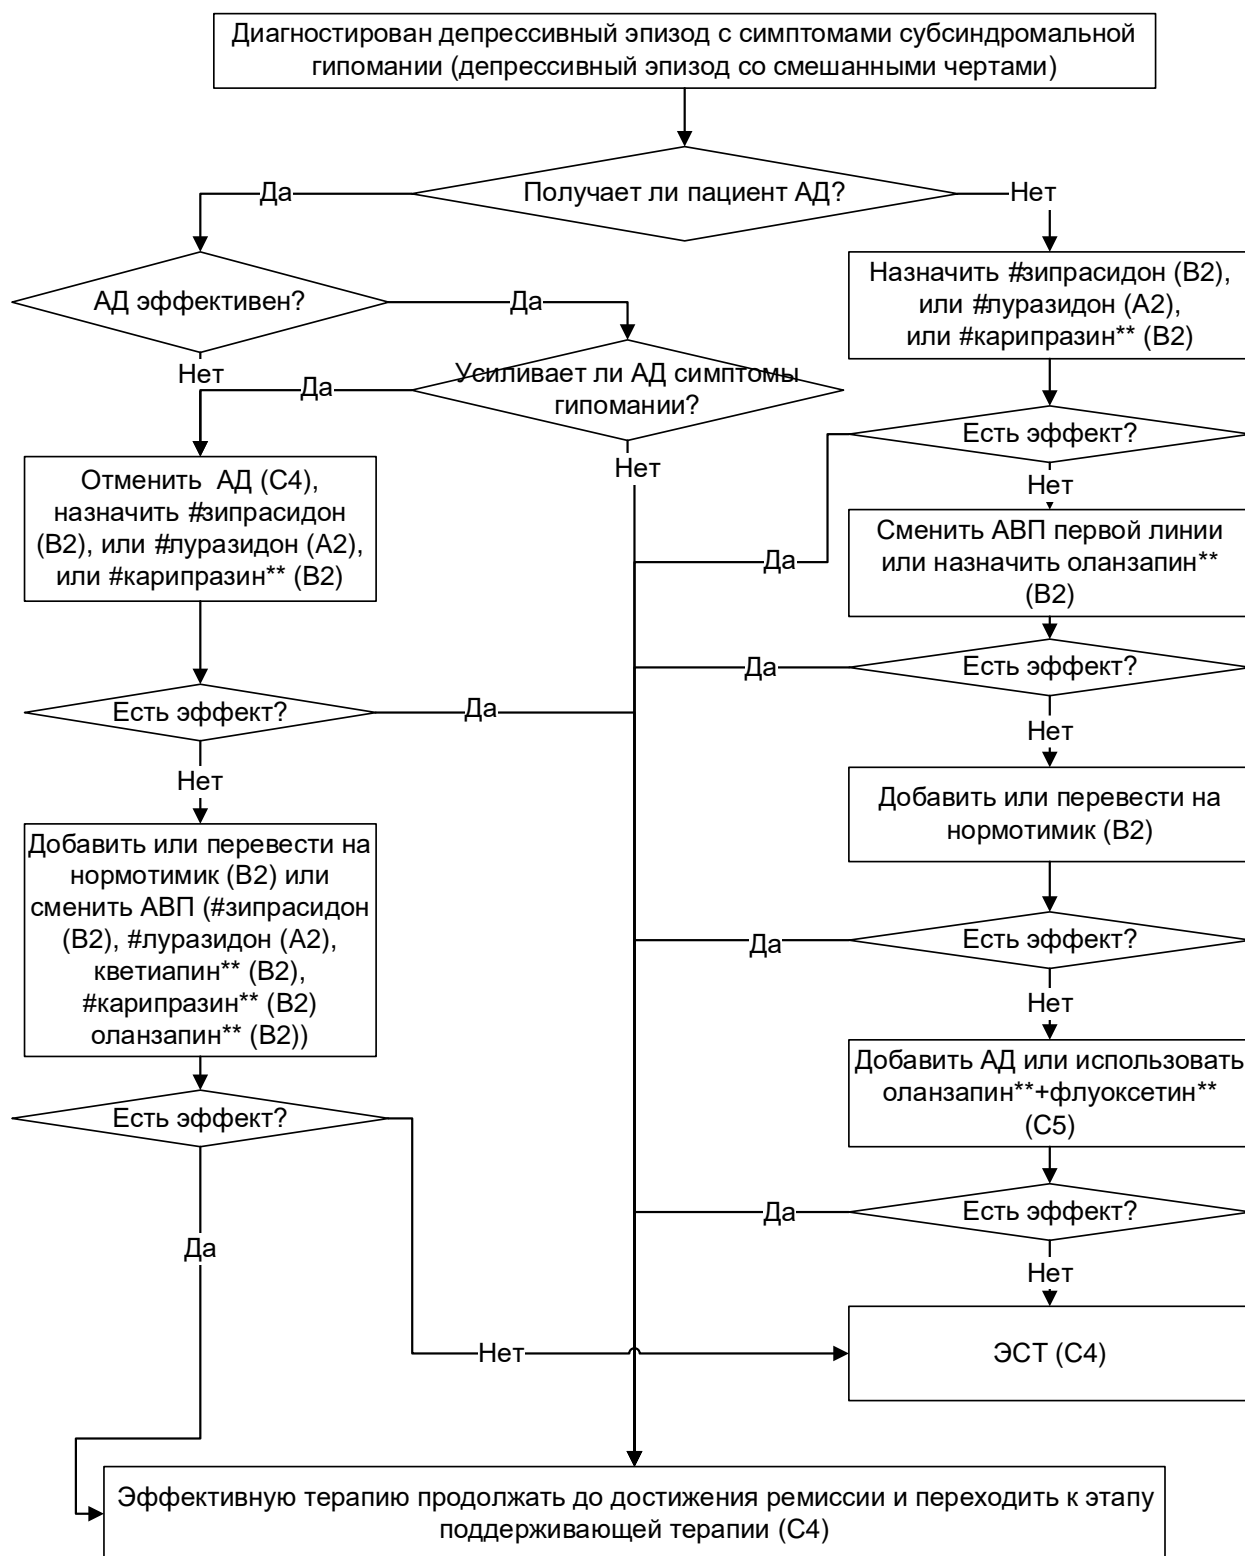 Диагностирован депрессивный эпизод с симптомами субсиндромальной
гипомании (депрессивный эпизод со смешанными чертами)
Получает ли пациент АД?
Да
Нет
АД эффективен?
Да
Нет
Усиливает ли АД симптомы
гипомании?
Да
Нет
Отменить АД (С4),
назначить #зипрасидон
(В2), или #луразидон (А2),
или #карипразин** (В2)
Есть эффект?
Да
Нет
Добавить или перевести на
нормотимик (В2) или
сменить АВП (#зипрасидон
(В2), #луразидон (А2),
кветиапин** (В2),
#карипразин** (В2)
оланзапин** (В2))
Есть эффект?
Да
Нет
Назначить #зипрасидон (В2),
или #луразидон (А2),
или #карипразин** (В2)
Есть эффект?
Да
Нет
Сменить АВП первой линии
или назначить оланзапин**
(В2)
Есть эффект?
Да
Нет
Добавить или перевести на
нормотимик (В2)
Есть эффект?
Да
Нет
Добавить АД или использовать
оланзапин**+флуоксетин**
(С5)
Есть эффект?
Да
Нет
ЭСТ (С4)
Эффективную терапию продолжать до достижения ремиссии и переходить к этапу
поддерживающей терапии (С4)